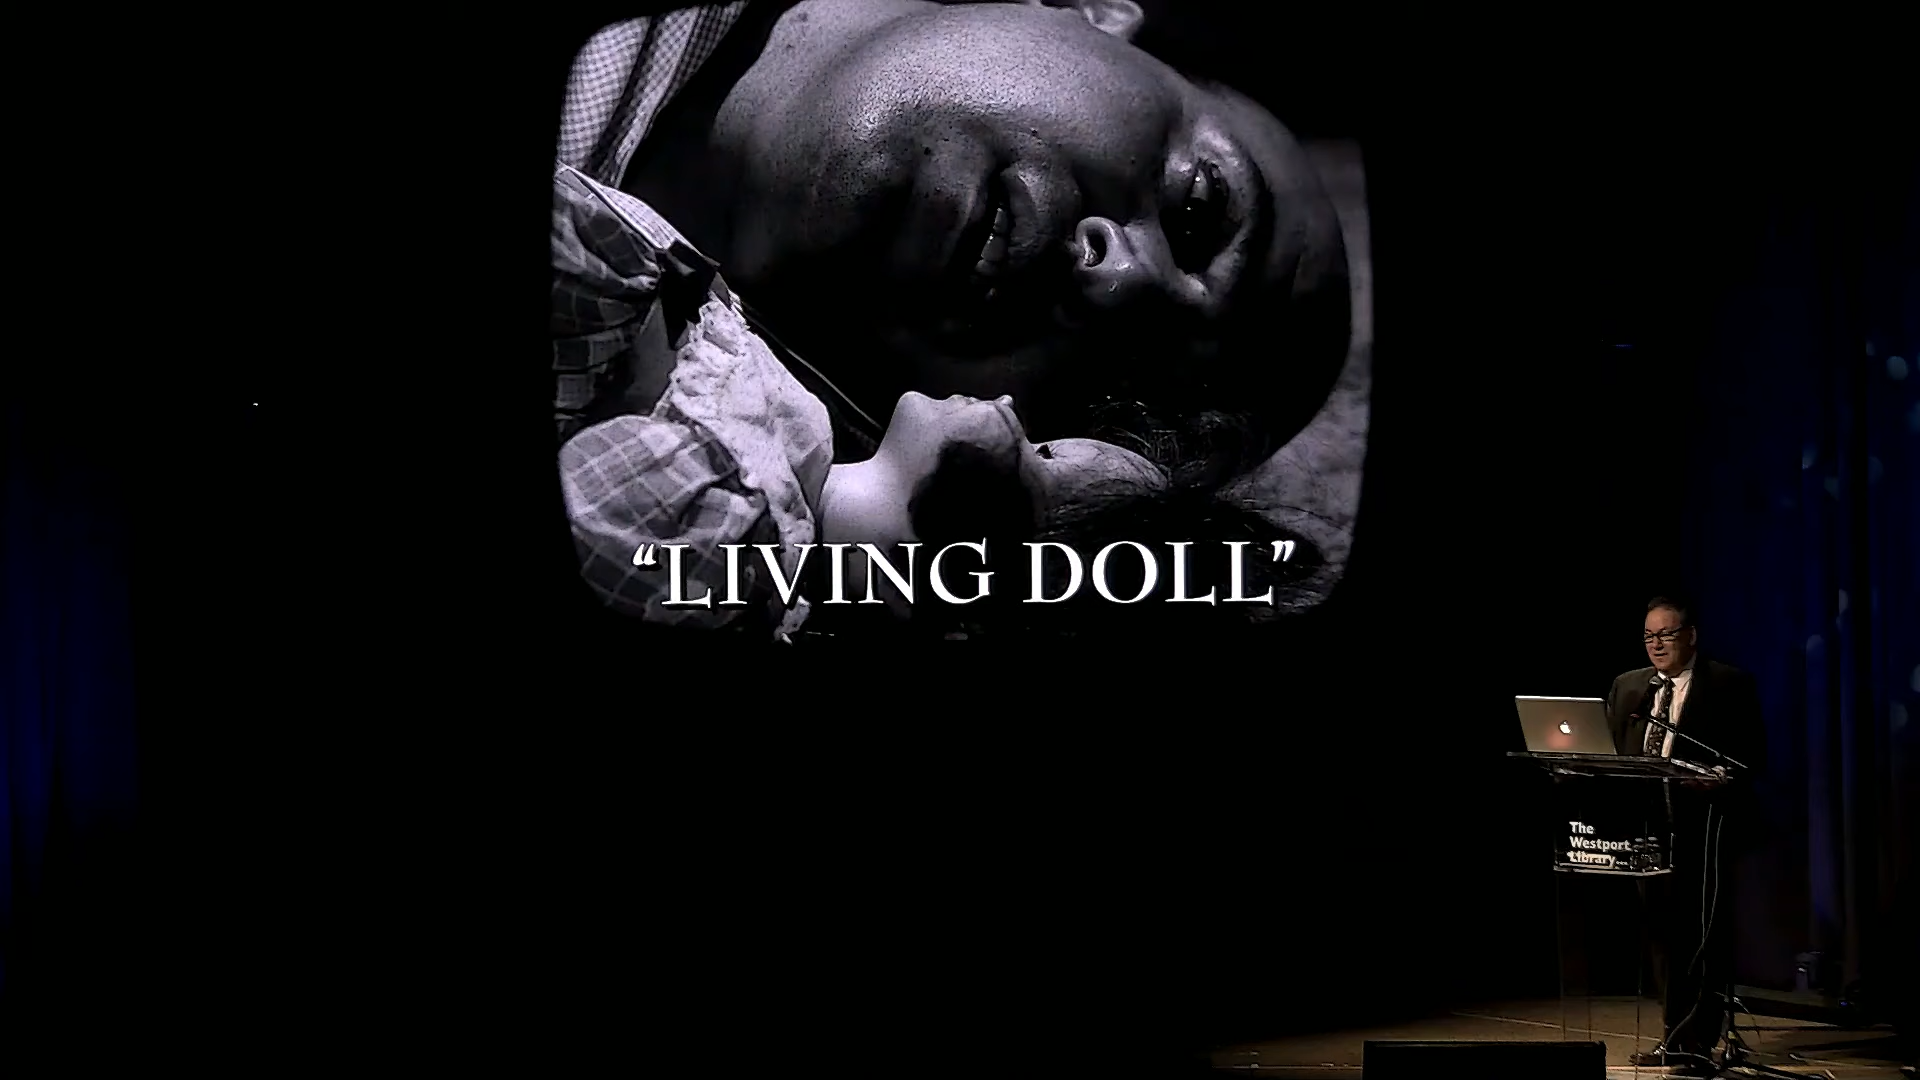 “LIVING DOLL”
The
Westport
Library